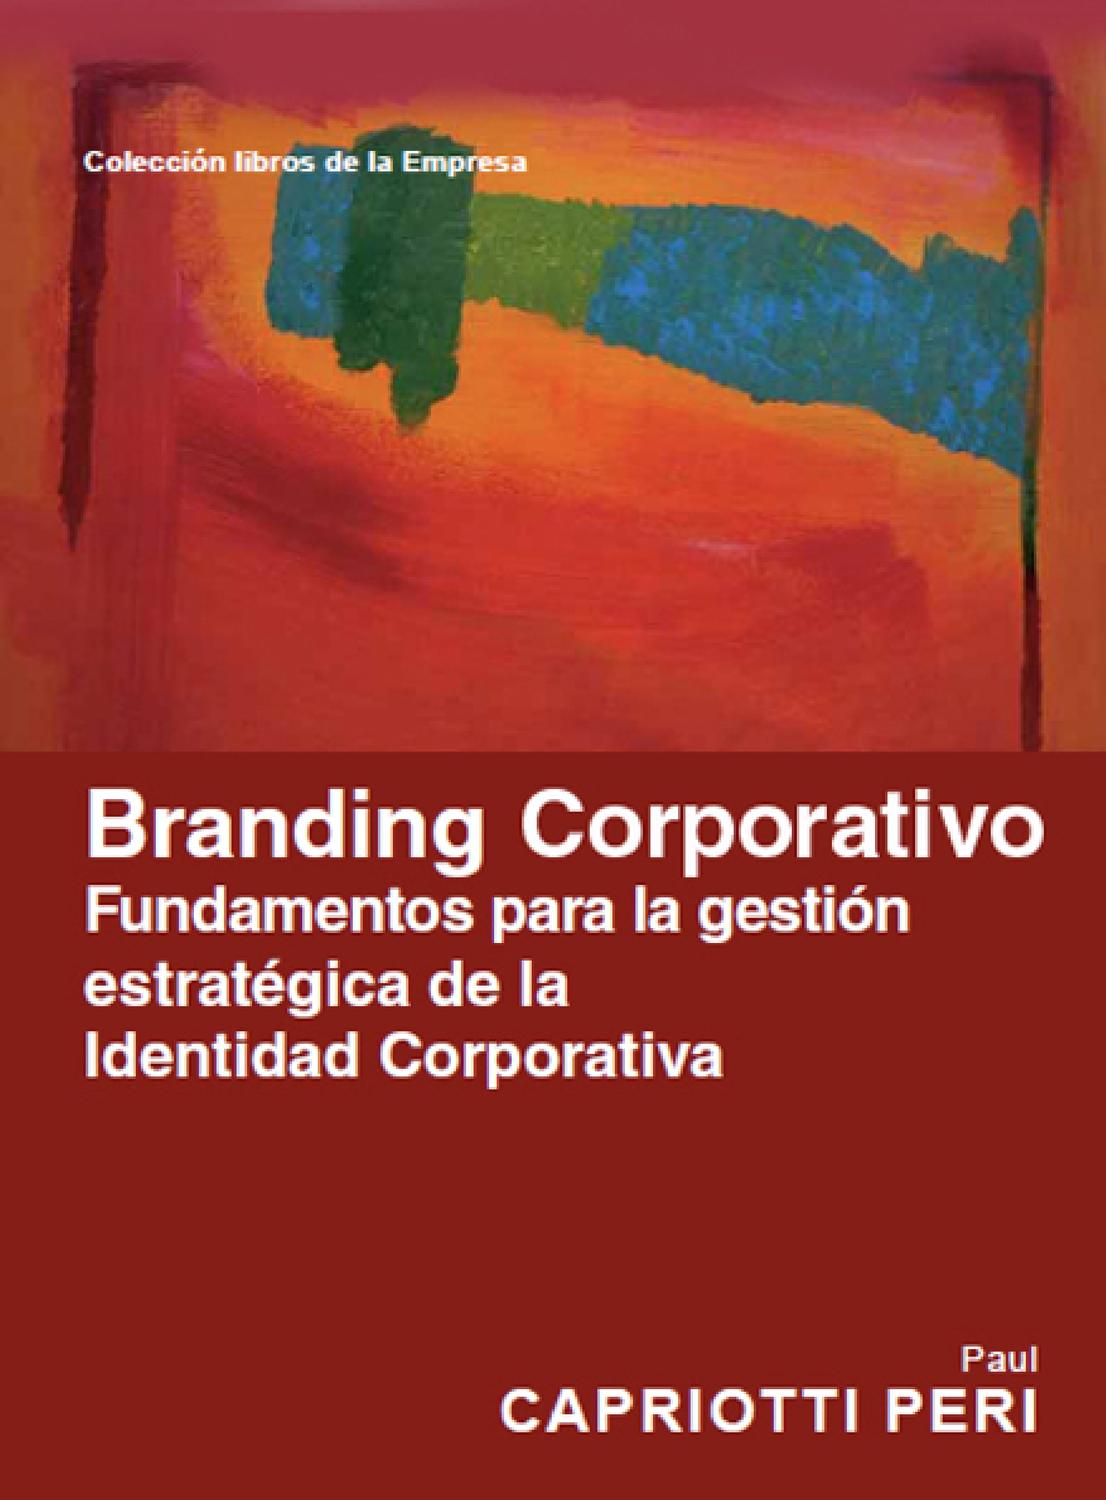 Colección libros de la Empresa
Branding Corporativo
Fundamentos para la gestión
estratégica de la
Identidad Corporativa
Paul
CAPRIOTTI PERI